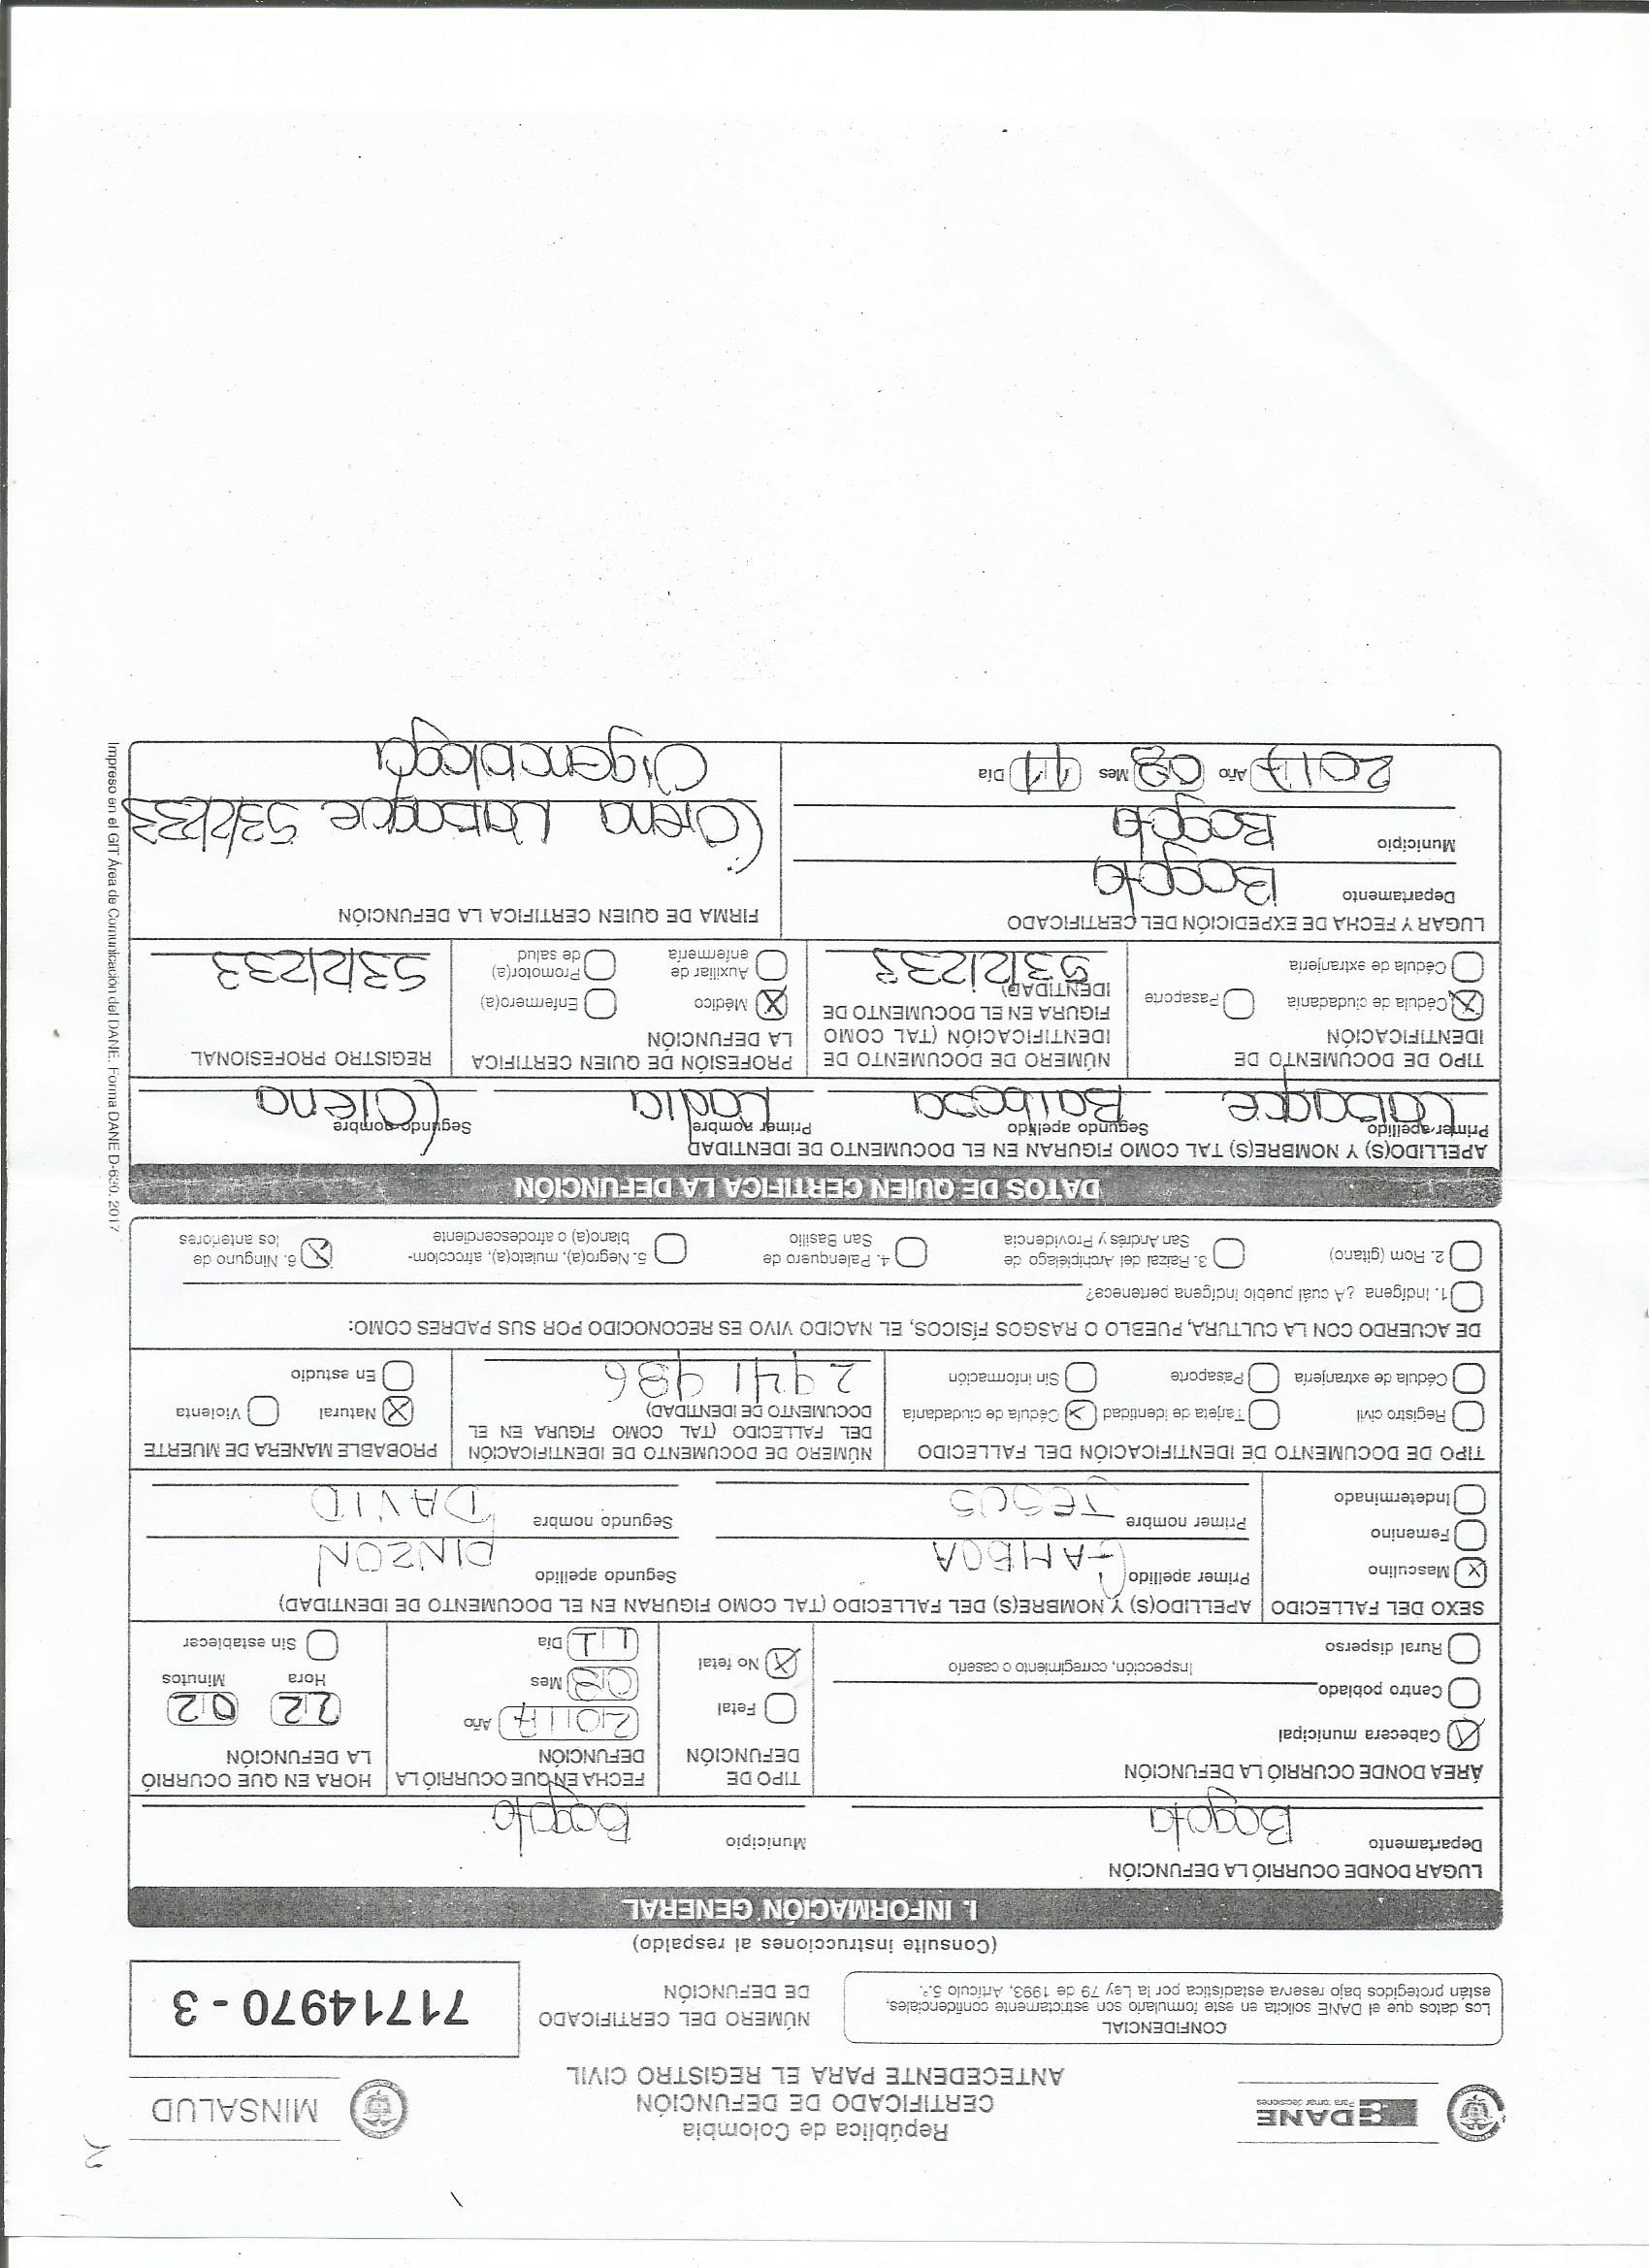 República de Colombia
CERTIFICADO DE DEFUNCIÓN
ANTECEDENTE PARA EL REGISTRO CIVIL
DANE
Para tomar decisiones
MINSALUD
2
CONFIDENCIAL
Los datos que el DANE solicita en este formulario son estrictamente confidenciales,
están protegidos bajo reserva estadística por la Ley 79 de 1993, Artículo 5.º.
NÚMERO DEL CERTIFICADO
DE DEFUNCIÓN
71714970 - 3
(Consulte instrucciones al respaldo)
I. INFORMACIÓN GENERAL
LUGAR DONDE OCURRIÓ LA DEFUNCIÓN
Departamento Bogota Municipio Bogota
ÁREA DONDE OCURRIÓ LA DEFUNCIÓN
X Cabecera municipal
Centro poblado
Inspección, corregimiento o caserío
Rural disperso
TIPO DE
DEFUNCIÓN
Fetal
X No fetal
FECHA EN QUE OCURRIÓ LA
DEFUNCIÓN
2017 Año
Mes
11 Día
HORA EN QUE OCURRIÓ
LA DEFUNCIÓN
22 02
Hora Minutos
Sin establecer
SEXO DEL FALLECIDO
X Masculino
Femenino
Indeterminado
APELLIDO(S) Y NOMBRE(S) DEL FALLECIDO (TAL COMO FIGURAN EN EL DOCUMENTO DE IDENTIDAD)
Primer apellido GAMBOA Segundo apellido PINZON
Primer nombre JESUS Segundo nombre DAVID
TIPO DE DOCUMENTO DE IDENTIFICACIÓN DEL FALLECIDO
Registro civil Tarjeta de identidad X Cédula de ciudadanía
Cédula de extranjería Pasaporte Sin información
NÚMERO DE DOCUMENTO DE IDENTIFICACIÓN
DEL FALLECIDO (TAL COMO FIGURA EN EL
DOCUMENTO DE IDENTIDAD)
2941986
PROBABLE MANERA DE MUERTE
X Natural Violenta
En estudio
DE ACUERDO CON LA CULTURA, PUEBLO O RASGOS FÍSICOS, EL NACIDO VIVO ES RECONOCIDO POR SUS PADRES COMO:
1. Indígena ¿A cuál pueblo indígena pertenece?
2. Rom (gitano)
3. Raizal del Archipiélago de
San Andrés y Providencia
4. Palenquero de
San Basilio
5. Negro(a), mulato(a), afrocolom-
biano(a) o afrodescendiente
X 6. Ninguno de
los anteriores
DATOS DE QUIEN CERTIFICA LA DEFUNCIÓN
APELLIDO(S) Y NOMBRE(S) TAL COMO FIGURAN EN EL DOCUMENTO DE IDENTIDAD
Primer apellido Segundo apellido Primer nombre Segundo nombre
Labaque Barbosa
TIPO DE DOCUMENTO DE
IDENTIFICACIÓN
X Cédula de ciudadanía Pasaporte
Cédula de extranjería
NÚMERO DE DOCUMENTO DE
IDENTIFICACIÓN (TAL COMO
FIGURA EN EL DOCUMENTO DE
IDENTIDAD)
53121233
PROFESIÓN DE QUIEN CERTIFICA
LA DEFUNCIÓN
X Médico Enfermero(a)
Auxiliar de
enfermería
Promotor(a)
de salud
REGISTRO PROFESIONAL
53121233
LUGAR Y FECHA DE EXPEDICIÓN DEL CERTIFICADO
Departamento Bogota
Municipio Bogota
2017 Año Mes 11 Día
FIRMA DE QUIEN CERTIFICA LA DEFUNCIÓN
Labaque 53121233
Impreso en el GIT Área de Comunicación del DANE. Forma DANE D-630, 2017